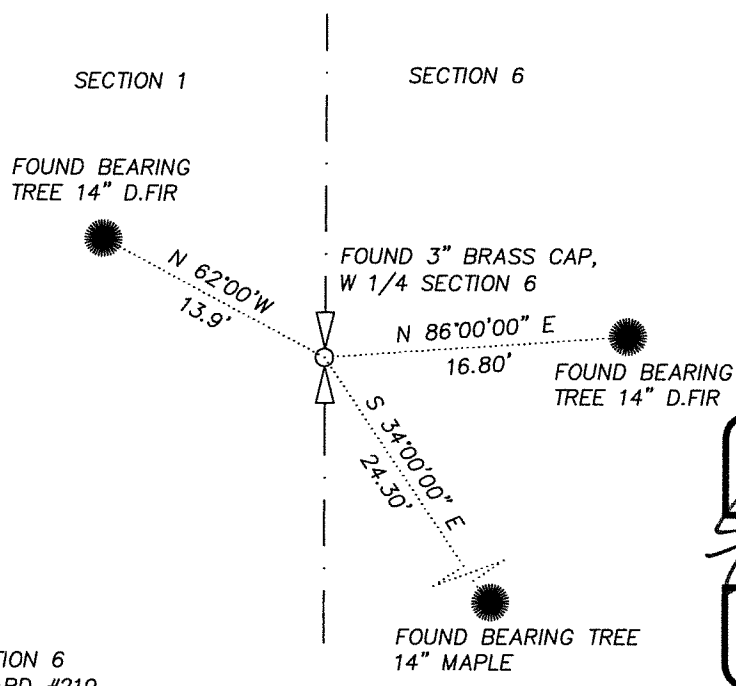 SECTION 1
SECTION 6
FOUND BEARING
TREE 14" D.FIR
N 62°00'W
13.9'
FOUND 3" BRASS CAP,
W 1/4 SECTION 6
N 86°00'00" E
16.80'
FOUND BEARING
TREE 14" D.FIR
S 34°00'00" E
24.30'
FOUND BEARING TREE
14" MAPLE
TION 6